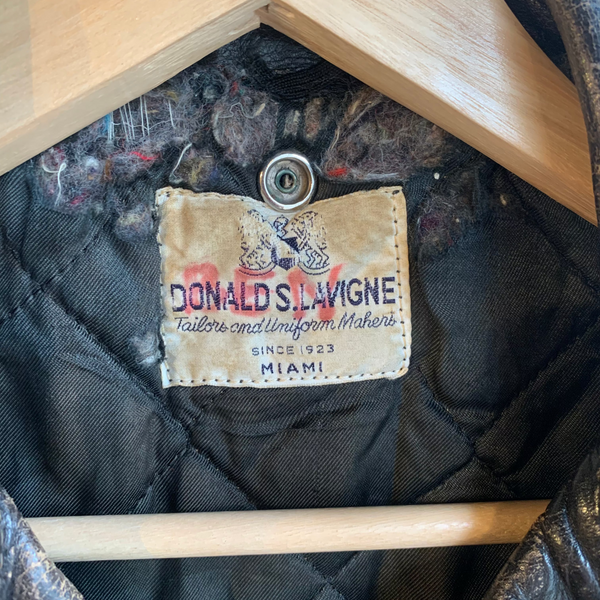 DONALD S. LAVIGNE
Tailors and Uniform Makers
SINCE 1923
MIAMI